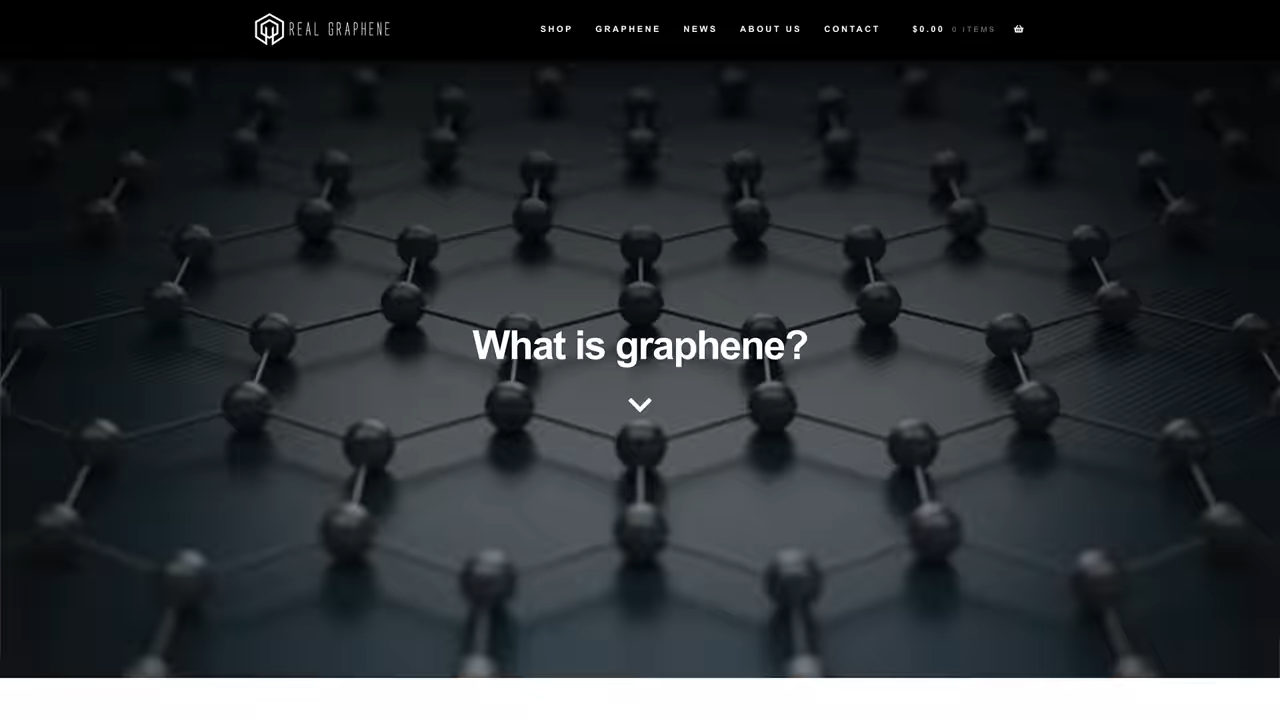 REAL GRAPHENE
SHOP GRAPHENE NEWS ABOUT US CONTACT $0.00 0 ITEMS
What is graphene?